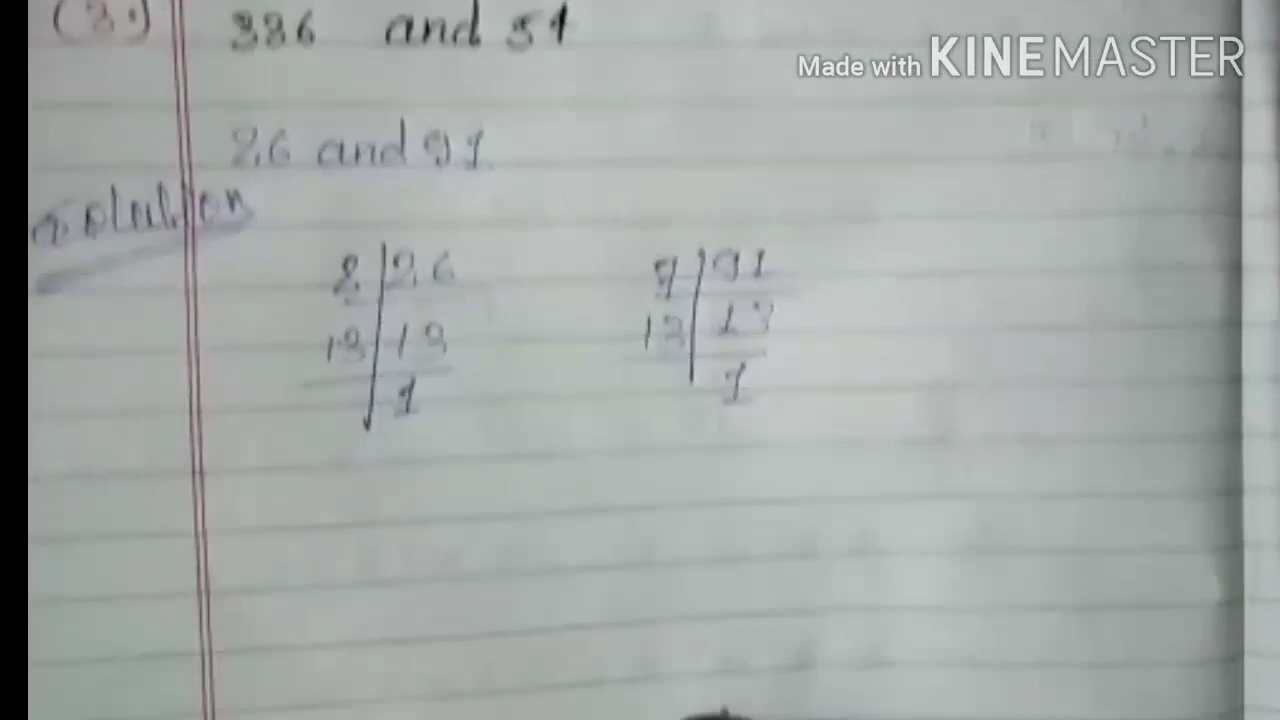 (3.) 336 and 54
Made with KINEMASTER
26 and 91
solution
2 26
13 13
1
7 91
13 13
1